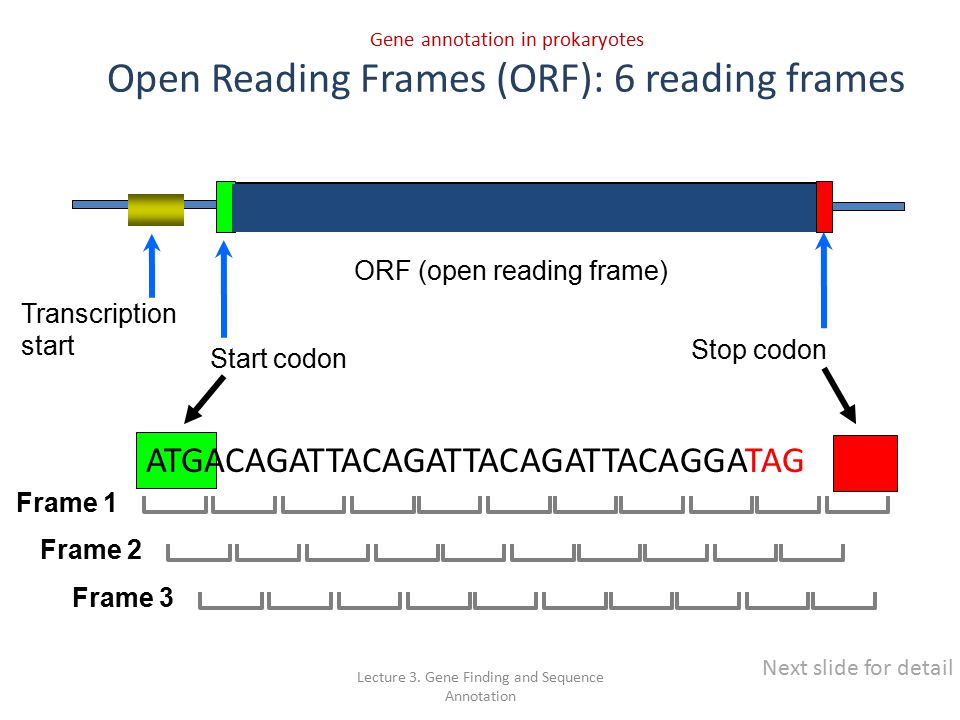 Gene annotation in prokaryotes
Open Reading Frames (ORF): 6 reading frames
ORF (open reading frame)
Transcription
start
Start codon
Stop codon
ATGACAGATTACAGATTACAGATTACAGGATAG
Frame 1
Frame 2
Frame 3
Next slide for detail
Lecture 3. Gene Finding and Sequence
Annotation